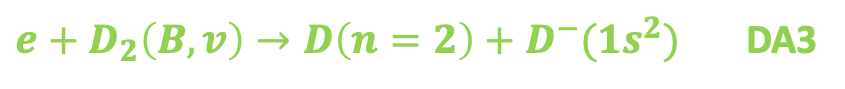 e + D₂(B, v) → D(n = 2) + D⁻(1s²) DA3